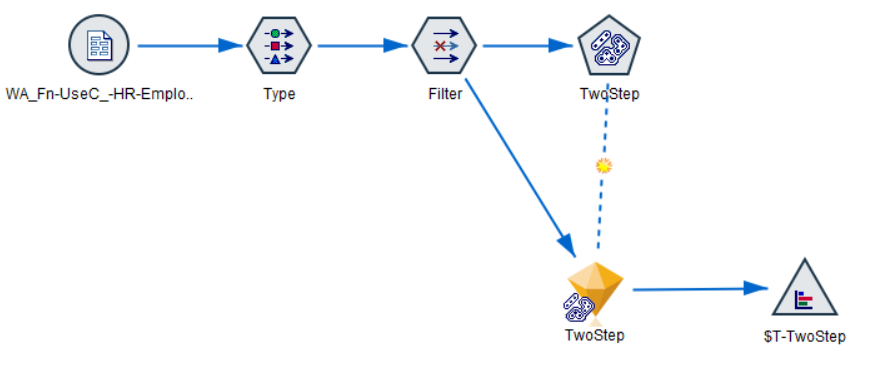 WA_Fn-UseC_-HR-Emplo..
Type
Filter
TwoStep
TwoStep
$T-TwoStep